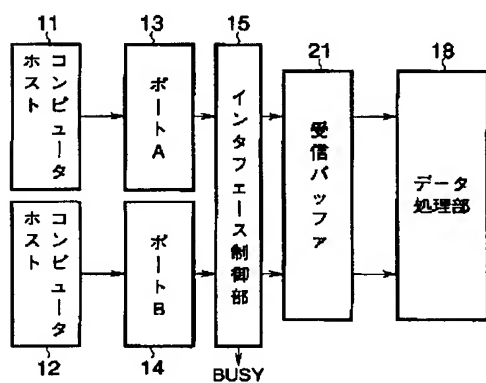 11
13
15
21
18
ホスト
コンピュータ
ポートA
インタフェース制御部
受信バッファ
データ
処理部
ホスト
コンピュータ
ポートB
12
14
BUSY